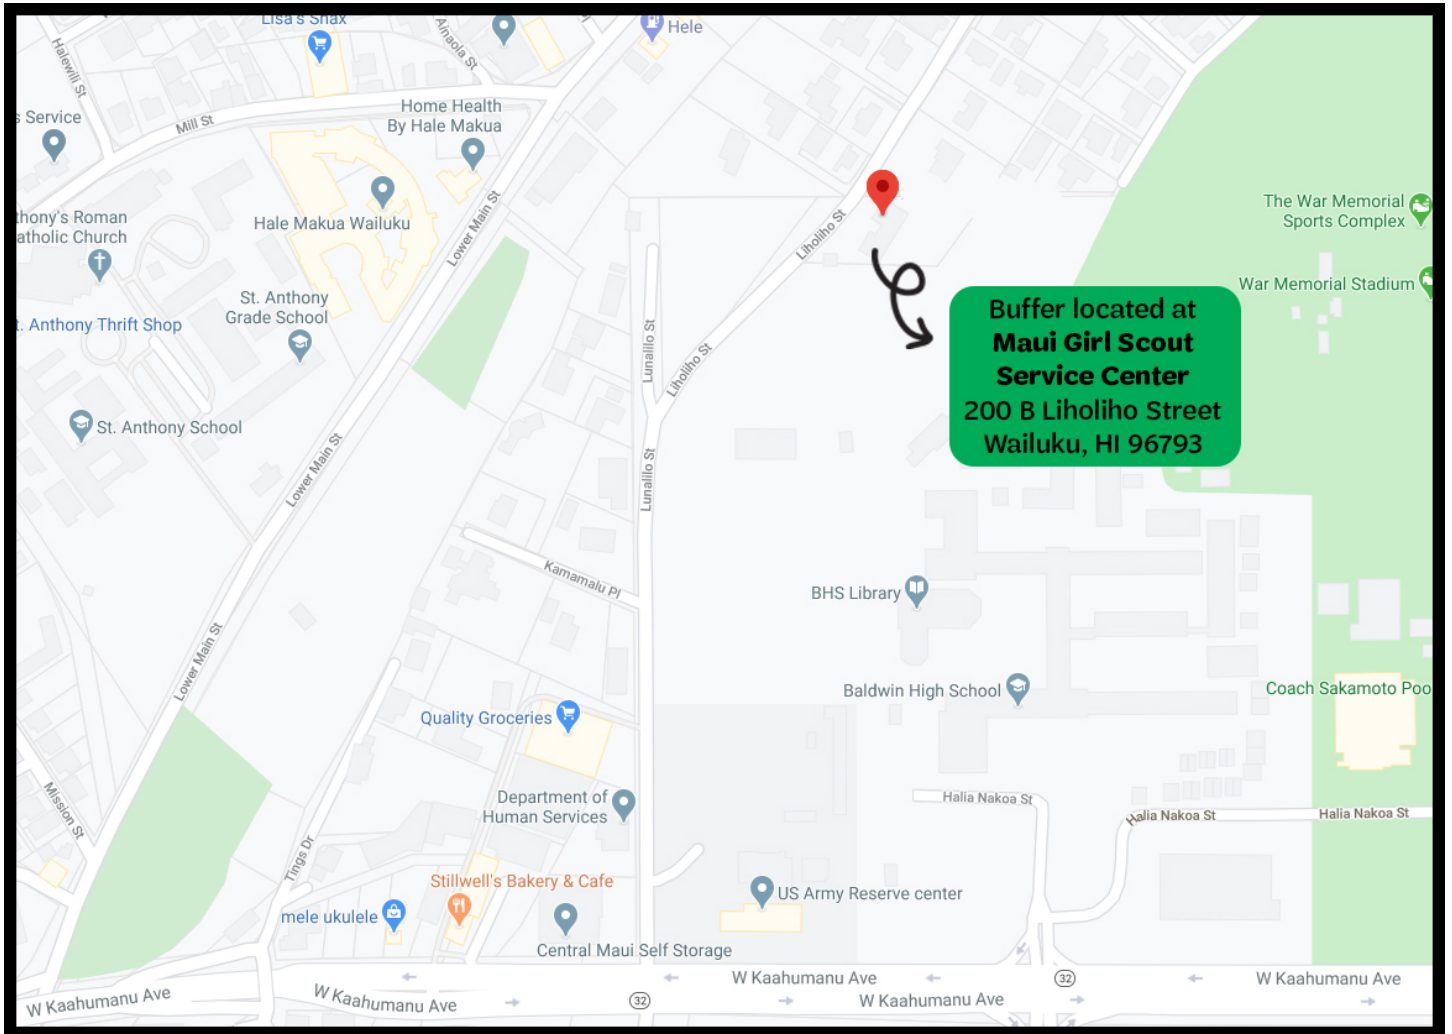 Lisa's Shax
Hele
Halewili St
Ainaola St
Home Health
By Hale Makua
s Service
Mill St
The War Memorial
Sports Complex
thony's Roman
atholic Church
Hale Makua Wailuku
Lower Main St
Liholiho St
War Memorial Stadium
St. Anthony
Grade School
t. Anthony Thrift Shop
Buffer located at
Maui Girl Scout
Service Center
200 B Liholiho Street
Wailuku, HI 96793
Lunalilo St
Liholiho St
St. Anthony School
Lower Main St
Lunalilo St
Kamamalu Pl
BHS Library
Lower Main St
Baldwin High School
Coach Sakamoto Poo
Quality Groceries
Department of
Human Services
Mission St
Halia Nakoa St
Halia Nakoa St
Halia Nakoa St
Tings Dr
Stillwell's Bakery & Cafe
US Army Reserve center
mele ukulele
Central Maui Self Storage
W Kaahumanu Ave
32
W Kaahumanu Ave
W Kaahumanu Ave
W Kaahumanu Ave
32
W Kaahumanu Ave